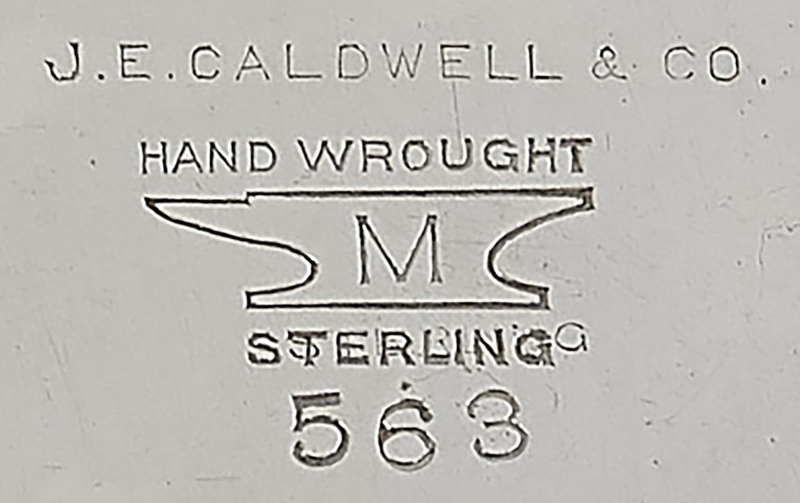 J.E.CALDWELL & CO.
HAND WROUGHT
M
STERLING
563